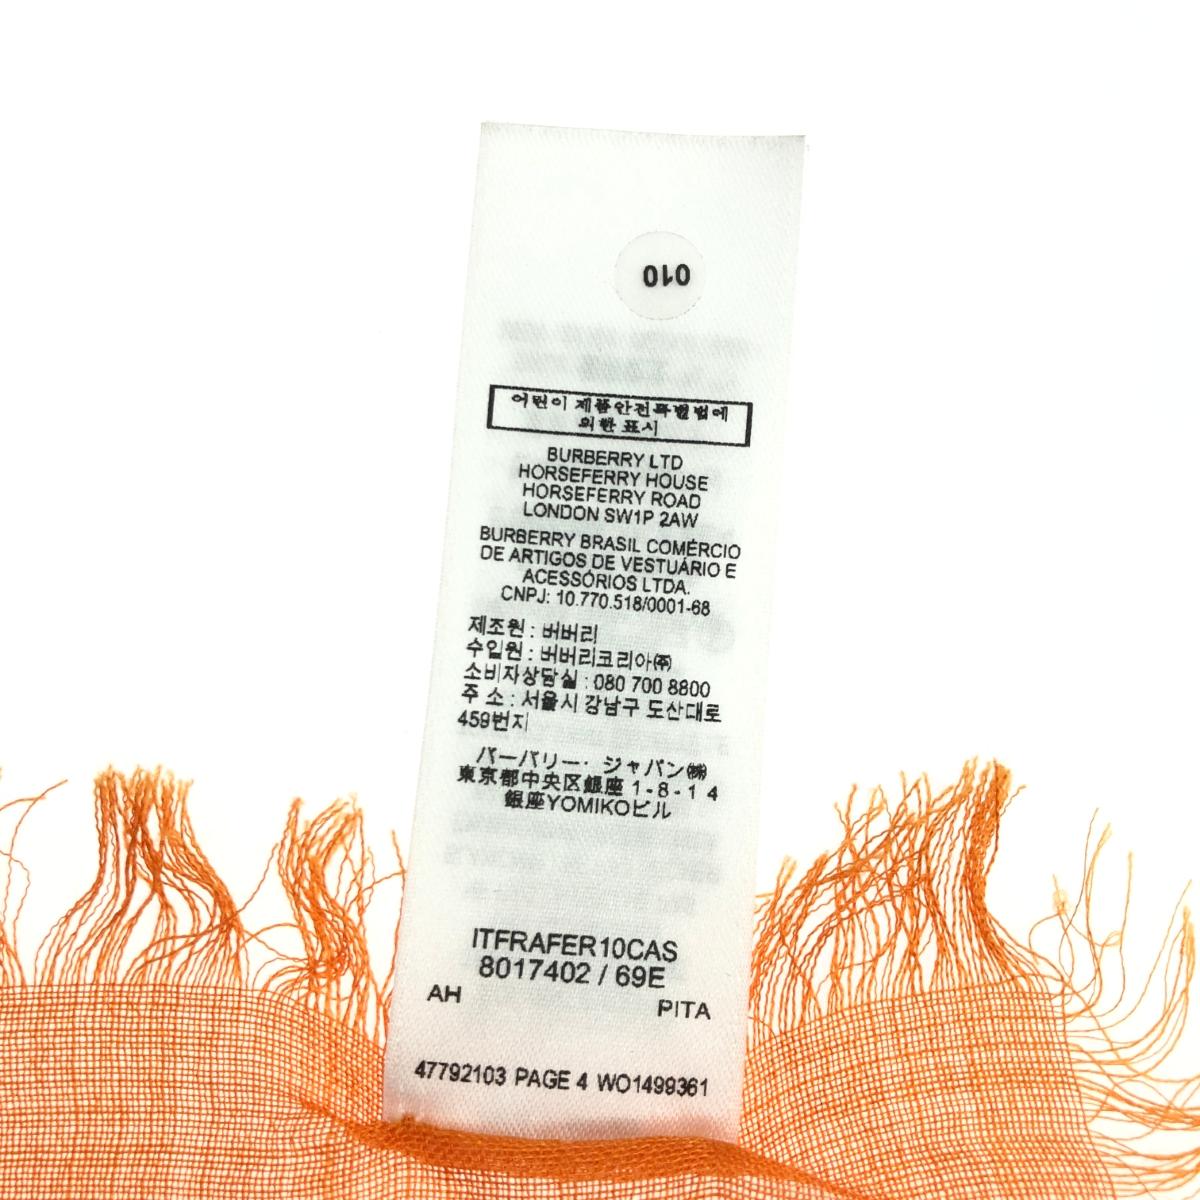 010
어린이 제품안전특별법에
의한 표시
BURBERRY LTD
HORSEFERRY HOUSE
HORSEFERRY ROAD
LONDON SW1P 2AW
BURBERRY BRASIL COMÉRCIO
DE ARTIGOS DE VESTUÁRIO E
ACESSÓRIOS LTDA.
CNPJ: 10.770.518/0001-68
제조원 : 버버리
수입원 : 버버리코리아㈜
소비자상담실 : 080 700 8800
주 소 : 서울시 강남구 도산대로
459번지
バーバリー・ジャパン㈱
東京都中央区銀座 1-8-1 4
銀座YOMIKOビル
ITFRAFER10CAS
8017402 / 69E
AH PITA
47792103 PAGE 4 WO1499361